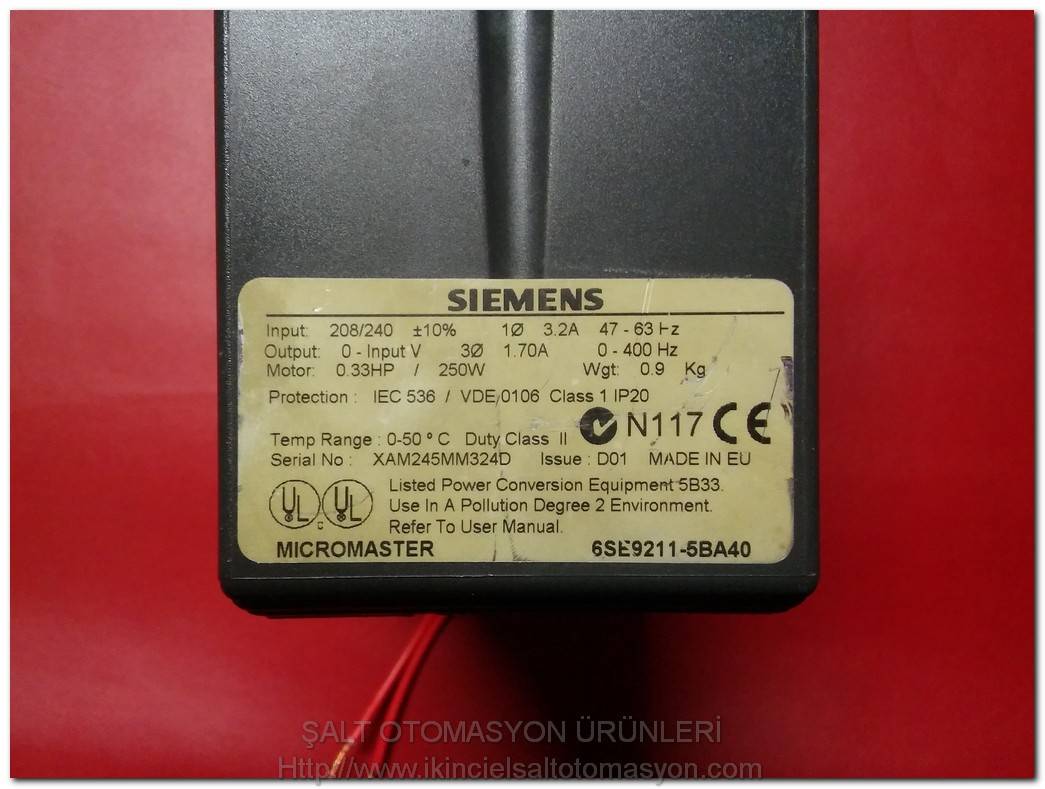 SIEMENS
Input: 208/240 ±10% 1Ø 3.2A 47 - 63 Hz
Output: 0 - Input V 3Ø 1.70A 0 - 400 Hz
Motor: 0.33HP / 250W Wgt: 0.9 Kg
Protection : IEC 536 / VDE 0106 Class 1 IP20
N117 CE
Temp Range : 0-50 ° C Duty Class II
Serial No : XAM245MM324D Issue : D01 MADE IN EU
UL C UL
Listed Power Conversion Equipment 5B33.
Use In A Pollution Degree 2 Environment.
Refer To User Manual.
MICROMASTER 6SE9211-5BA40
ŞALT OTOMASYON ÜRÜNLERİ
Http://www.ikincielsaltotomasyon.com